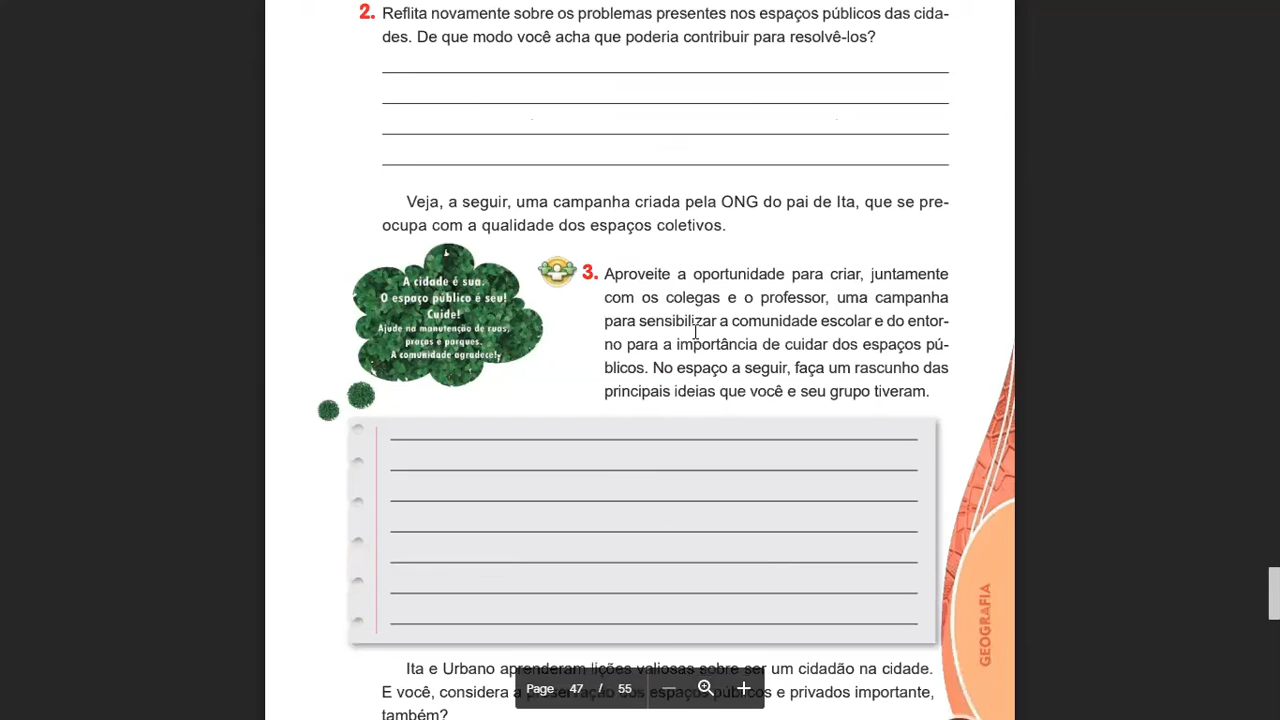 2. Reflita novamente sobre os problemas presentes nos espaços públicos das cida-
des. De que modo você acha que poderia contribuir para resolvê-los?
Veja, a seguir, uma campanha criada pela ONG do pai de Ita, que se pre-
ocupa com a qualidade dos espaços coletivos.
A cidade é sua.
O espaço público é seu!
Cuide!
Ajude na manutenção de ruas,
praças e parques.
A comunidade agradece!
3. Aproveite a oportunidade para criar, juntamente
com os colegas e o professor, uma campanha
para sensibilizar a comunidade escolar e do entor-
no para a importância de cuidar dos espaços pú-
blicos. No espaço a seguir, faça um rascunho das
principais ideias que você e seu grupo tiveram.
GEOGRAFIA
Ita e Urbano aprenderam lições valiosas sobre ser um cidadão na cidade.
E você, considera a preservação dos espaços públicos e privados importante,
também?
Page 47 / 55